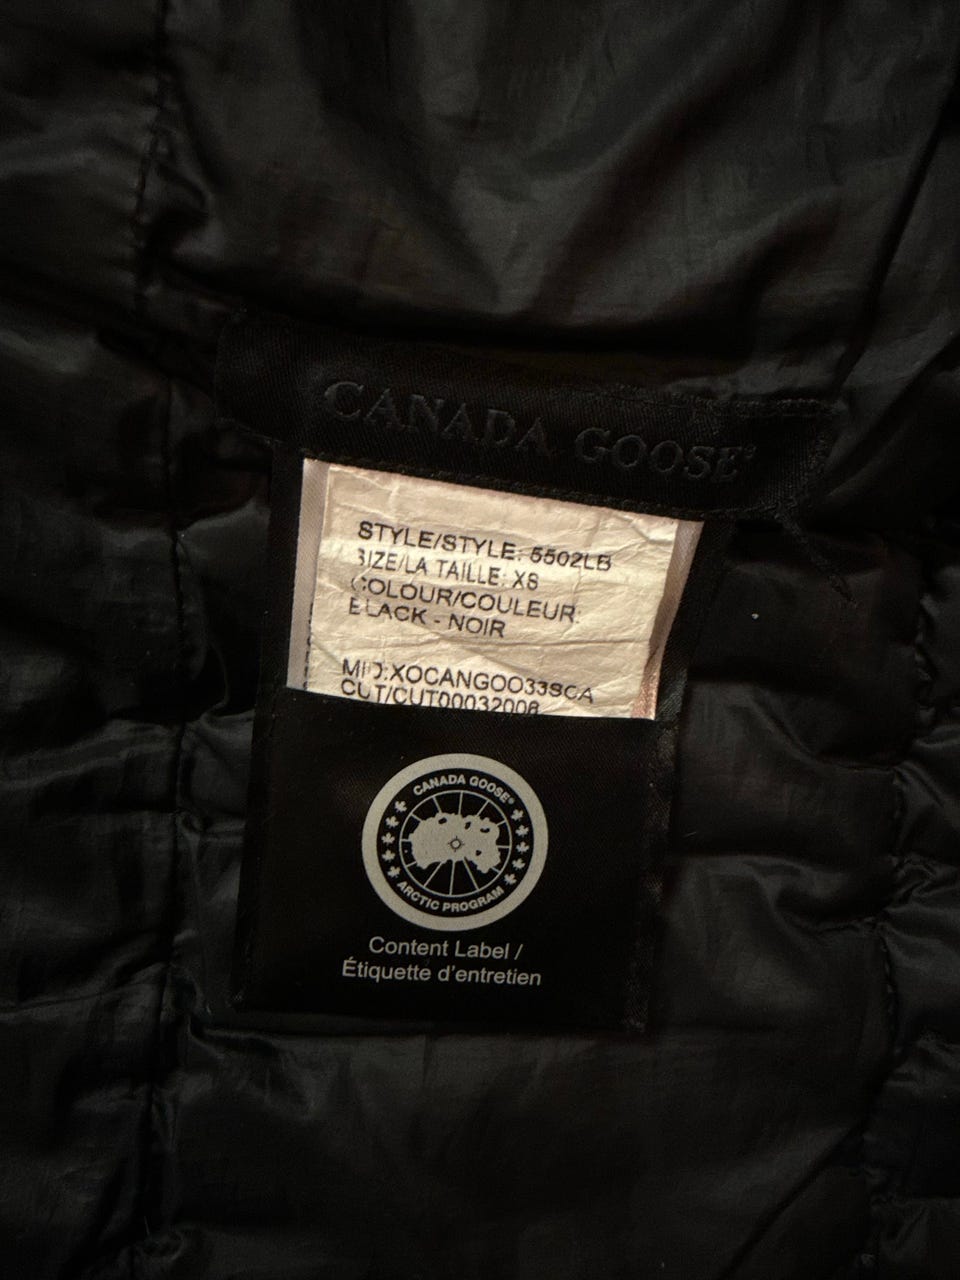 CANADA GOOSE®
STYLE/STYLE: 5502LB
SIZE/LA TAILLE: XS
COLOUR/COULEUR:
BLACK - NOIR
MID:XOCANGOO339CA
CUT/CUT00032006
CANADA GOOSE®
ARCTIC PROGRAM
Content Label /
Étiquette d'entretien